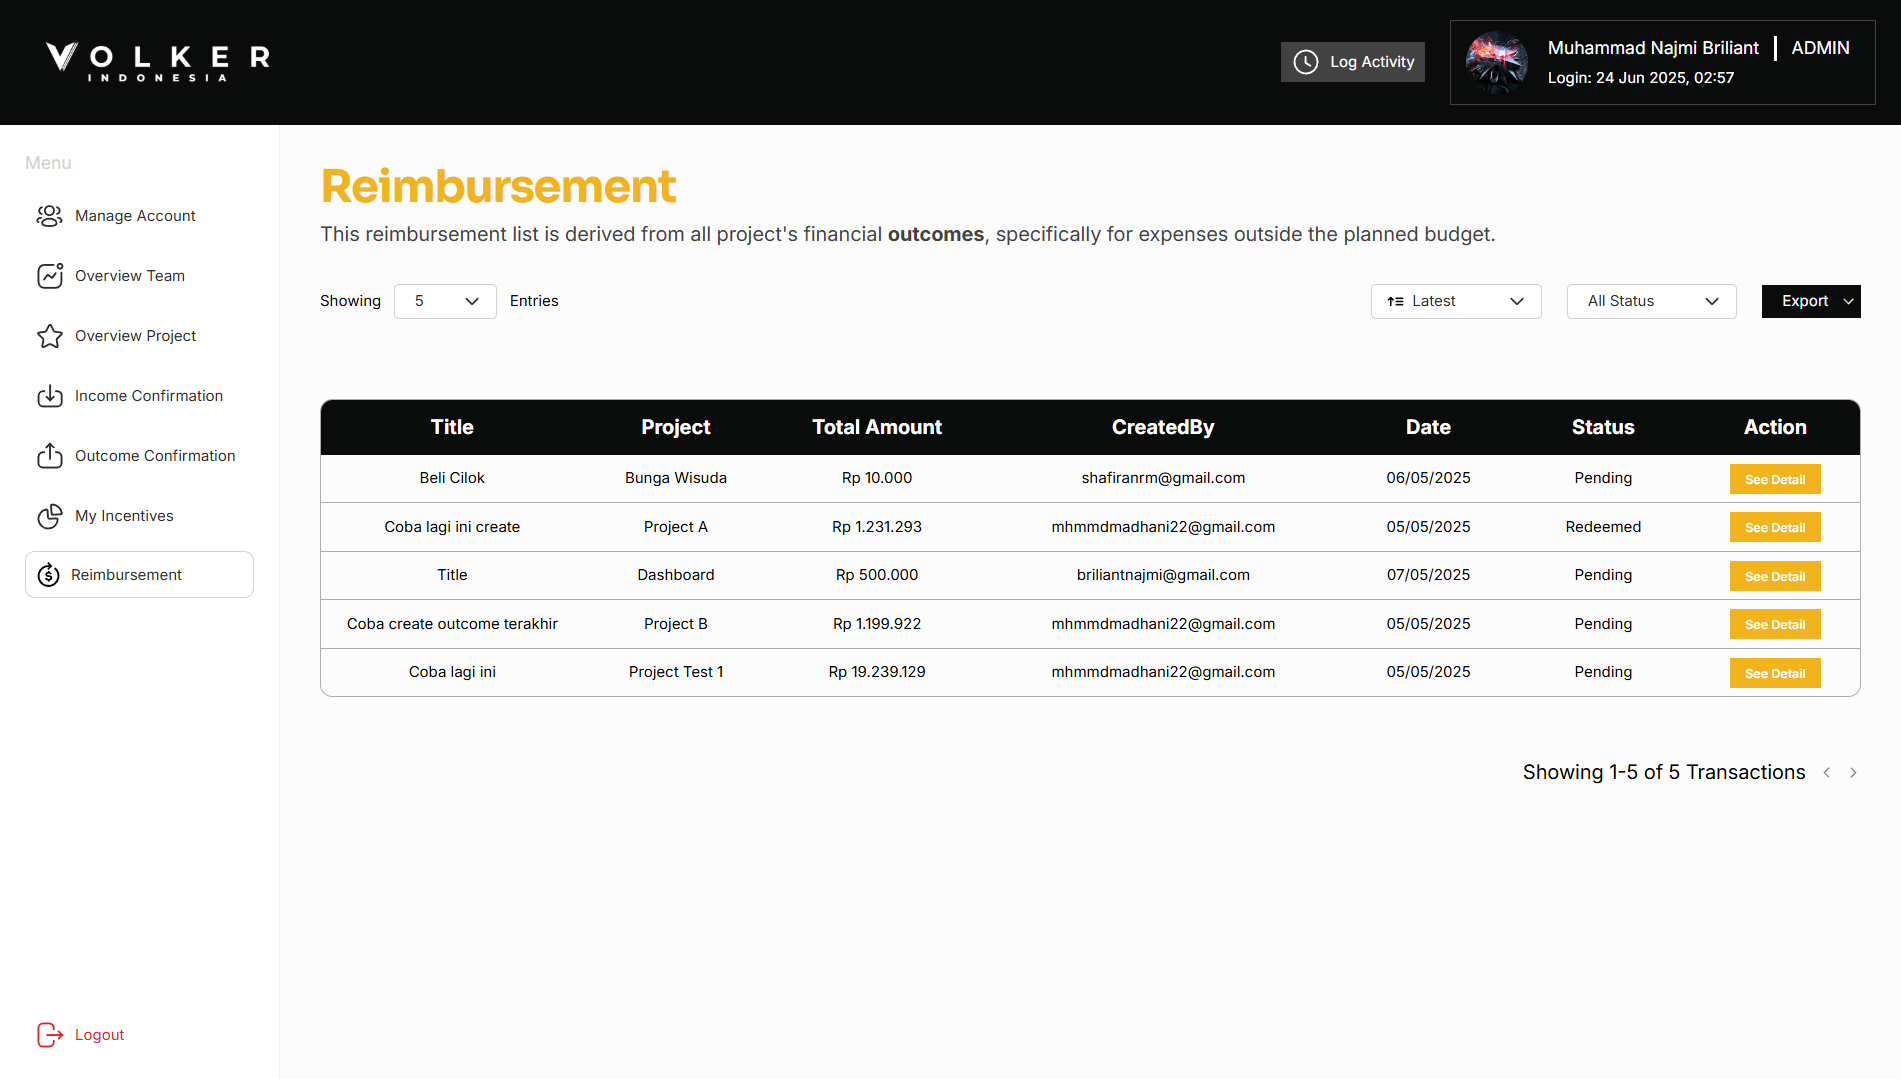 VOLKER
INDONESIA
Log Activity
Muhammad Najmi Briliant | ADMIN
Login: 24 Jun 2025, 02:57
Menu
Manage Account
Overview Team
Overview Project
Income Confirmation
Outcome Confirmation
My Incentives
Reimbursement
Logout
Reimbursement
This reimbursement list is derived from all project's financial outcomes, specifically for expenses outside the planned budget.
Showing 5 Entries
Latest
All Status
Export
Title Project Total Amount CreatedBy Date Status Action
Beli Cilok Bunga Wisuda Rp 10.000 shafiranrm@gmail.com 06/05/2025 Pending See Detail
Coba lagi ini create Project A Rp 1.231.293 mhmmdmadhani22@gmail.com 05/05/2025 Redeemed See Detail
Title Dashboard Rp 500.000 briliantnajmi@gmail.com 07/05/2025 Pending See Detail
Coba create outcome terakhir Project B Rp 1.199.922 mhmmdmadhani22@gmail.com 05/05/2025 Pending See Detail
Coba lagi ini Project Test 1 Rp 19.239.129 mhmmdmadhani22@gmail.com 05/05/2025 Pending See Detail
Showing 1-5 of 5 Transactions